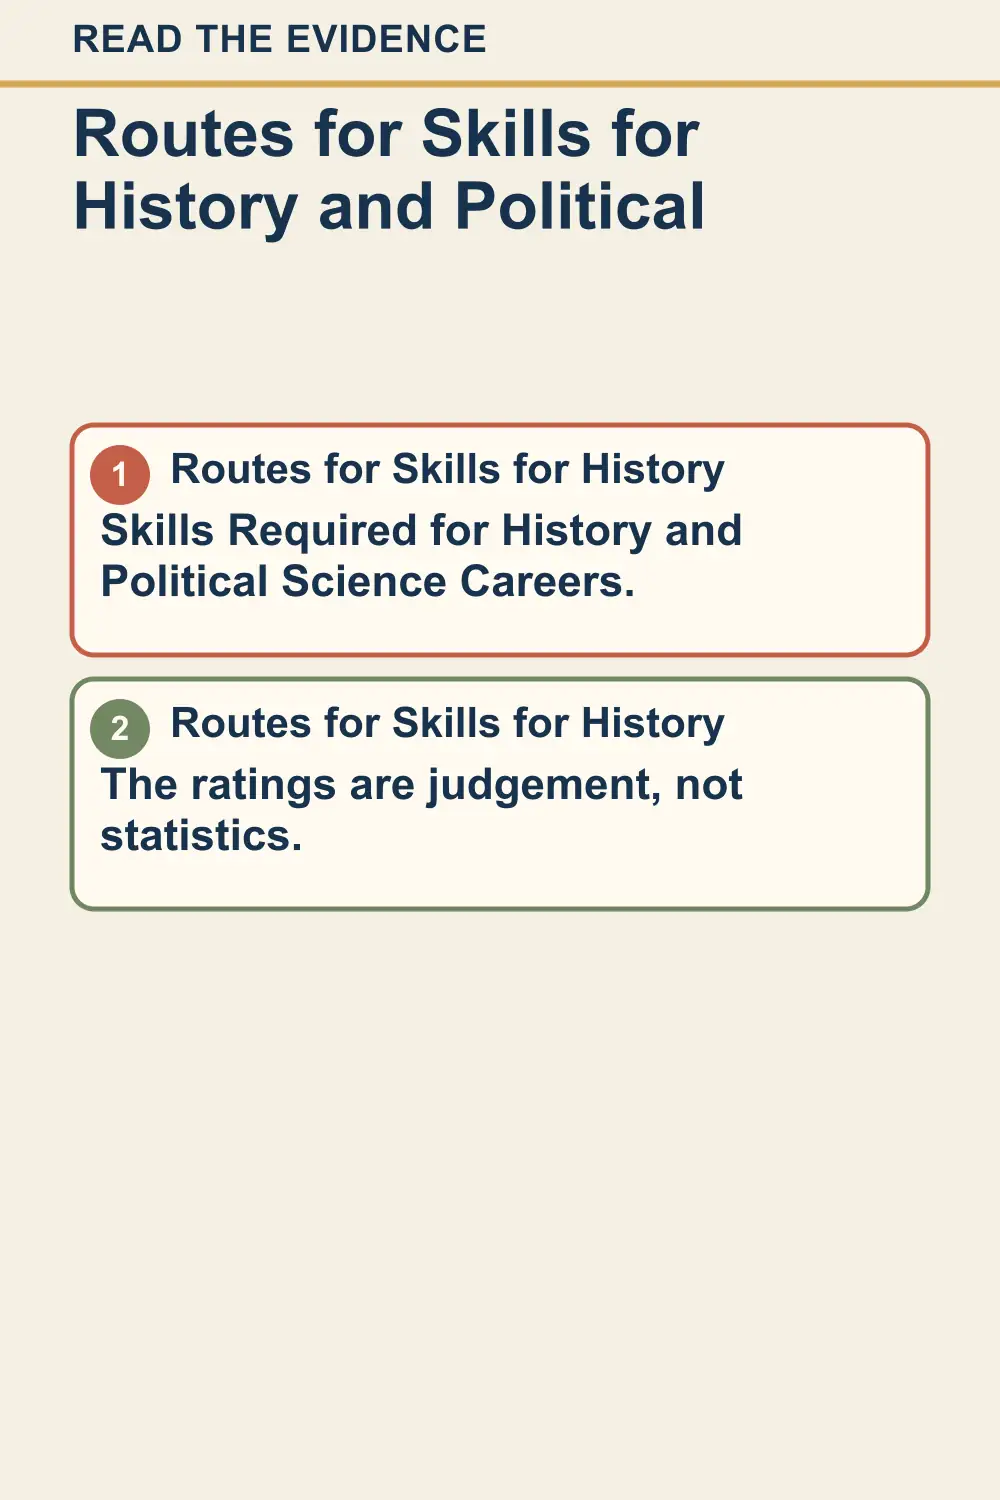 READ THE EVIDENCE
Routes for Skills for
History and Political
1
Routes for Skills for History
Skills Required for History and
Political Science Careers.
2
Routes for Skills for History
The ratings are judgement, not
statistics.